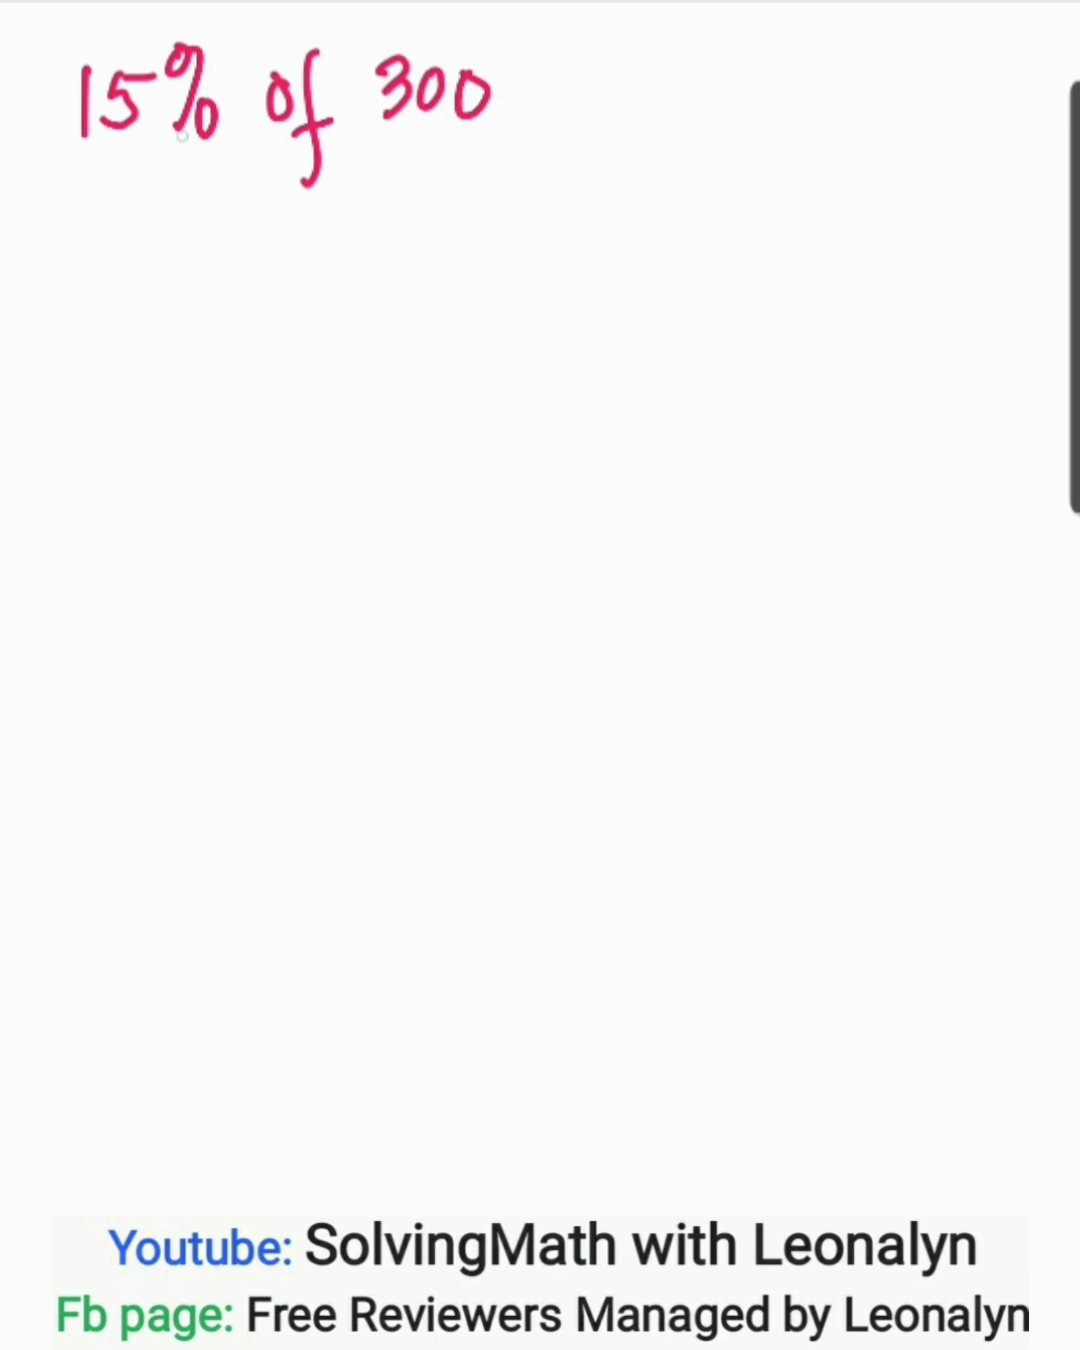 15% of 300
Youtube: SolvingMath with Leonalyn
Fb page: Free Reviewers Managed by Leonalyn